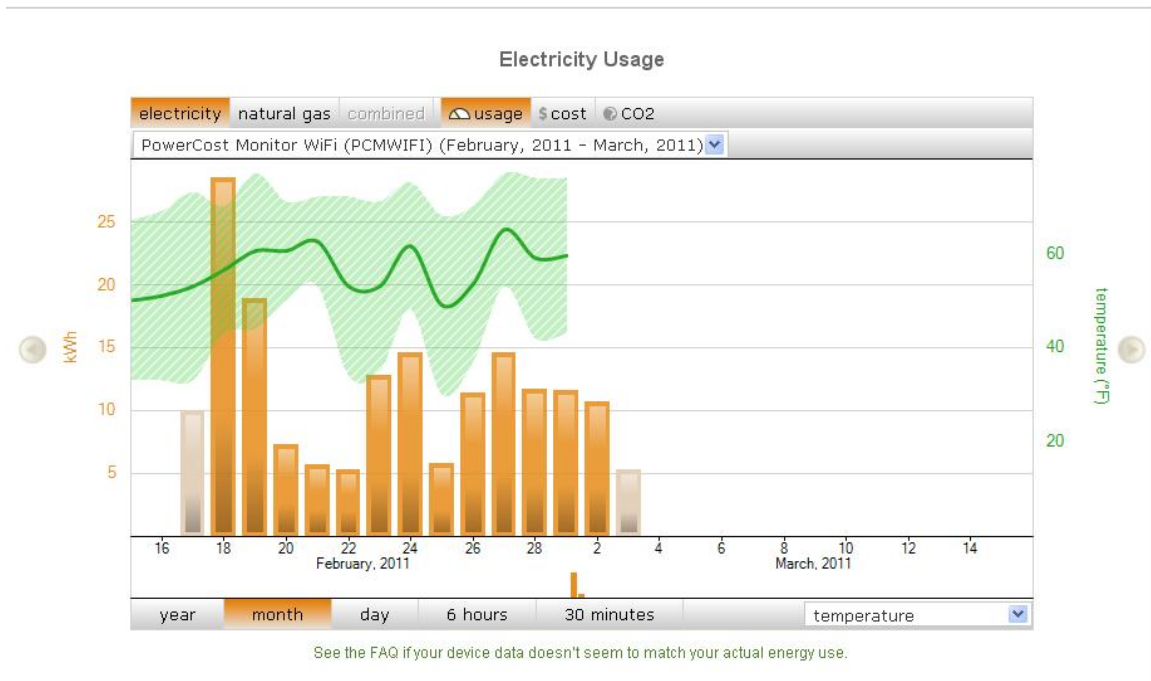 Electricity Usage
electricity natural gas combined usage $ cost CO2
PowerCost Monitor WiFi (PCMWIFI) (February, 2011 - March, 2011)
25
20
15
10
5
kWh
60
40
20
temperature (°F)
16 18 20 22 24 26 28 2 4 6 8 10 12 14
February, 2011 March, 2011
year month day 6 hours 30 minutes temperature
See the FAQ if your device data doesn't seem to match your actual energy use.